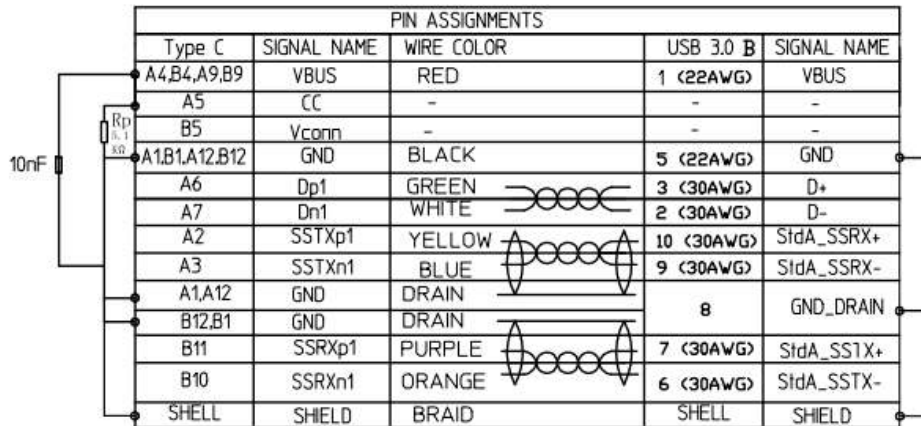 PIN ASSIGNMENTS
Type C SIGNAL NAME WIRE COLOR USB 3.0 B SIGNAL NAME
A4,B4,A9,B9 VBUS RED 1 (22AWG) VBUS
A5 CC - - -
Rp
5.1
kΩ
B5 Vconn - - -
10nF
A1,B1,A12,B12 GND BLACK 5 (22AWG) GND
A6 Dp1 GREEN 3 (30AWG) D+
A7 Dn1 WHITE 2 (30AWG) D-
A2 SSTXp1 YELLOW 10 (30AWG) StdA_SSRX+
A3 SSTXn1 BLUE 9 (30AWG) StdA_SSRX-
A1,A12 GND DRAIN
8 GND_DRAIN
B12,B1 GND DRAIN
B11 SSRXp1 PURPLE 7 (30AWG) StdA_SSTX+
B10 SSRXn1 ORANGE 6 (30AWG) StdA_SSTX-
SHELL SHIELD BRAID SHELL SHIELD